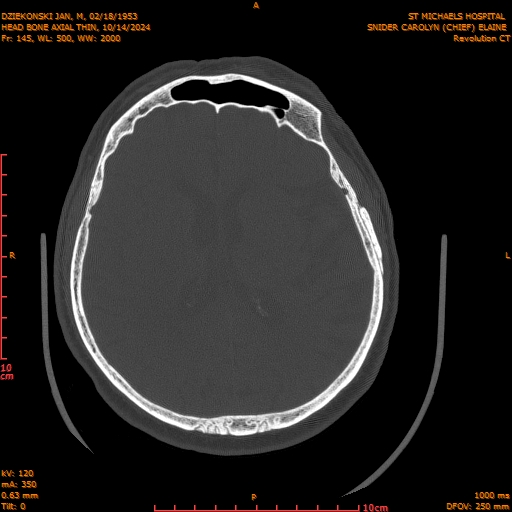 A
DZIEKONSKI JAN, M, 02/18/1953
HEAD BONE AXIAL THIN, 10/14/2024
Fr: 145, WL: 500, WW: 2000
ST MICHAELS HOSPITAL
SNIDER CAROLYN (CHIEF) ELAINE
Revolution CT
R
L
10
cm
kV: 120
mA: 350
0.63 mm
Tilt: 0
P
10cm
1000 ms
DFOV: 250 mm